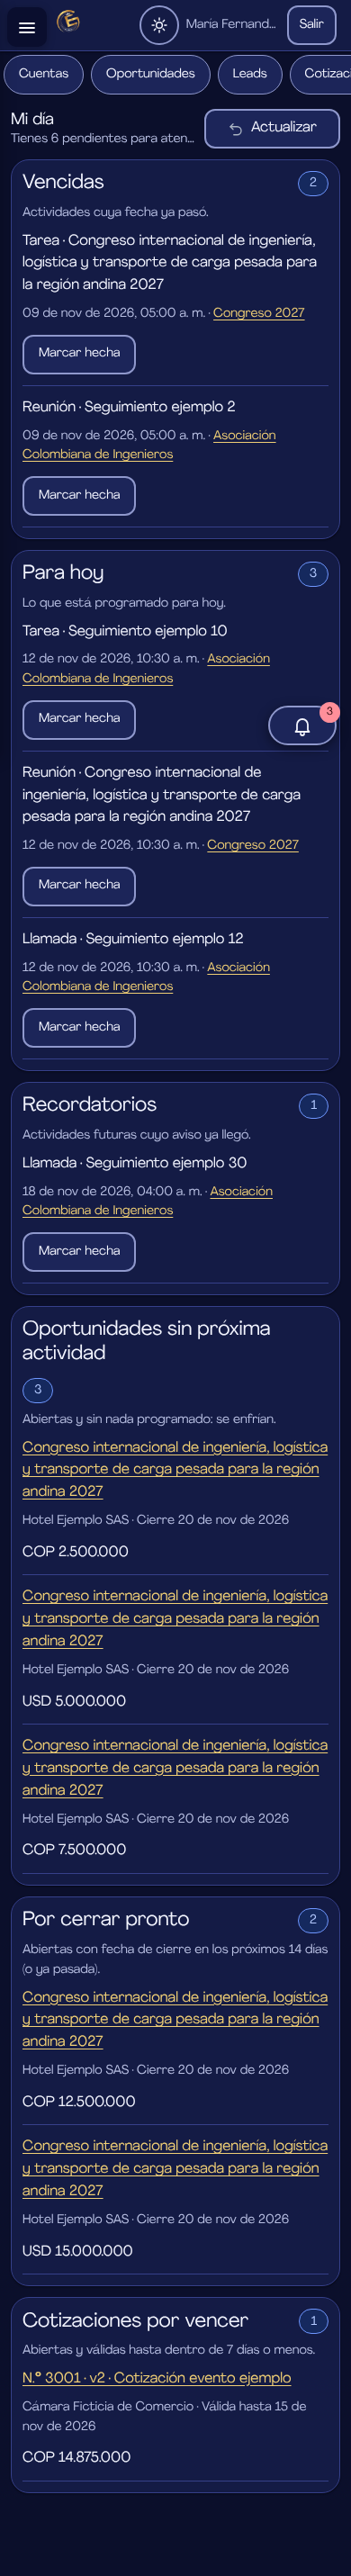 María Fernand...
Salir
Cuentas
Oportunidades
Leads
Mi día
Tienes 6 pendientes para aten...
Actualizar
Vencidas
2
Actividades cuya fecha ya pasó.
Tarea · Congreso internacional de ingeniería,
logística y transporte de carga pesada para
la región andina 2027
09 de nov de 2026, 05:00 a. m. · Congreso 2027
Marcar hecha
Reunión · Seguimiento ejemplo 2
09 de nov de 2026, 05:00 a. m. · Asociación
Colombiana de Ingenieros
Marcar hecha
Para hoy
3
Lo que está programado para hoy.
Tarea · Seguimiento ejemplo 10
12 de nov de 2026, 10:30 a. m. · Asociación
Colombiana de Ingenieros
Marcar hecha
3
Reunión · Congreso internacional de
ingeniería, logística y transporte de carga
pesada para la región andina 2027
12 de nov de 2026, 10:30 a. m. · Congreso 2027
Marcar hecha
Llamada · Seguimiento ejemplo 12
12 de nov de 2026, 10:30 a. m. · Asociación
Colombiana de Ingenieros
Marcar hecha
Recordatorios
1
Actividades futuras cuyo aviso ya llegó.
Llamada · Seguimiento ejemplo 30
18 de nov de 2026, 04:00 a. m. · Asociación
Colombiana de Ingenieros
Marcar hecha
Oportunidades sin próxima
actividad
3
Abiertas y sin nada programado: se enfrían.
Congreso internacional de ingeniería, logística
y transporte de carga pesada para la región
andina 2027
Hotel Ejemplo SAS · Cierre 20 de nov de 2026
COP 2.500.000
Congreso internacional de ingeniería, logística
y transporte de carga pesada para la región
andina 2027
Hotel Ejemplo SAS · Cierre 20 de nov de 2026
USD 5.000.000
Congreso internacional de ingeniería, logística
y transporte de carga pesada para la región
andina 2027
Hotel Ejemplo SAS · Cierre 20 de nov de 2026
COP 7.500.000
Por cerrar pronto
2
Abiertas con fecha de cierre en los próximos 14 días
(o ya pasada).
Congreso internacional de ingeniería, logística
y transporte de carga pesada para la región
andina 2027
Hotel Ejemplo SAS · Cierre 20 de nov de 2026
COP 12.500.000
Congreso internacional de ingeniería, logística
y transporte de carga pesada para la región
andina 2027
Hotel Ejemplo SAS · Cierre 20 de nov de 2026
USD 15.000.000
Cotizaciones por vencer
1
Abiertas y válidas hasta dentro de 7 días o menos.
N.º 3001 · v2 · Cotización evento ejemplo
Cámara Ficticia de Comercio · Válida hasta 15 de
nov de 2026
COP 14.875.000